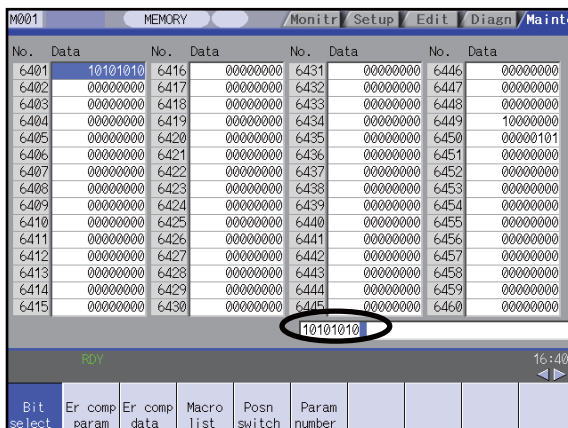 M001 MEMORY Monitr Setup Edit Diagn Maint
No. Data No. Data No. Data No. Data
6401 10101010 6416 00000000 6431 00000000 6446 00000000
6402 00000000 6417 00000000 6432 00000000 6447 00000000
6403 00000000 6418 00000000 6433 00000000 6448 00000000
6404 00000000 6419 00000000 6434 00000000 6449 10000000
6405 00000000 6420 00000000 6435 00000000 6450 00000101
6406 00000000 6421 00000000 6436 00000000 6451 00000000
6407 00000000 6422 00000000 6437 00000000 6452 00000000
6408 00000000 6423 00000000 6438 00000000 6453 00000000
6409 00000000 6424 00000000 6439 00000000 6454 00000000
6410 00000000 6425 00000000 6440 00000000 6455 00000000
6411 00000000 6426 00000000 6441 00000000 6456 00000000
6412 00000000 6427 00000000 6442 00000000 6457 00000000
6413 00000000 6428 00000000 6443 00000000 6458 00000000
6414 00000000 6429 00000000 6444 00000000 6459 00000000
6415 00000000 6430 00000000 6445 00000000 6460 00000000
10101010
RDY 16:40
Bit Er comp Er comp Macro Posn Param
select param data list switch number